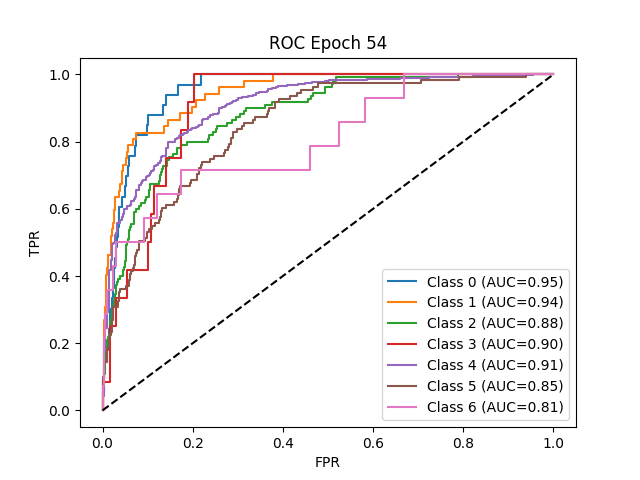 ROC Epoch 54
1.0
0.8
0.6
0.4
0.2
0.0
TPR
Class 0 (AUC=0.95)
Class 1 (AUC=0.94)
Class 2 (AUC=0.88)
Class 3 (AUC=0.90)
Class 4 (AUC=0.91)
Class 5 (AUC=0.85)
Class 6 (AUC=0.81)
0.0 0.2 0.4 0.6 0.8 1.0
FPR